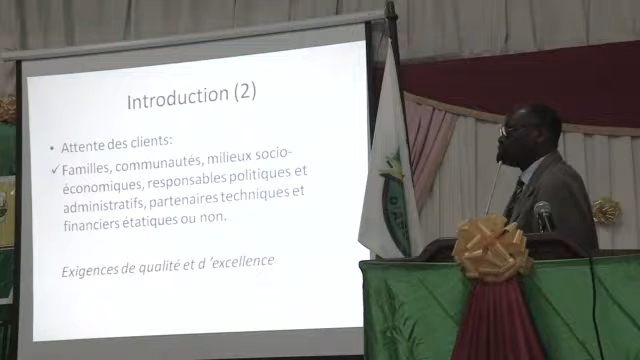 Introduction (2)
• Attente des clients:
✓Familles, communautés, milieux socio-
économiques, responsables politiques et
administratifs, partenaires techniques et
financiers étatiques ou non.
Exigences de qualité et d 'excellence